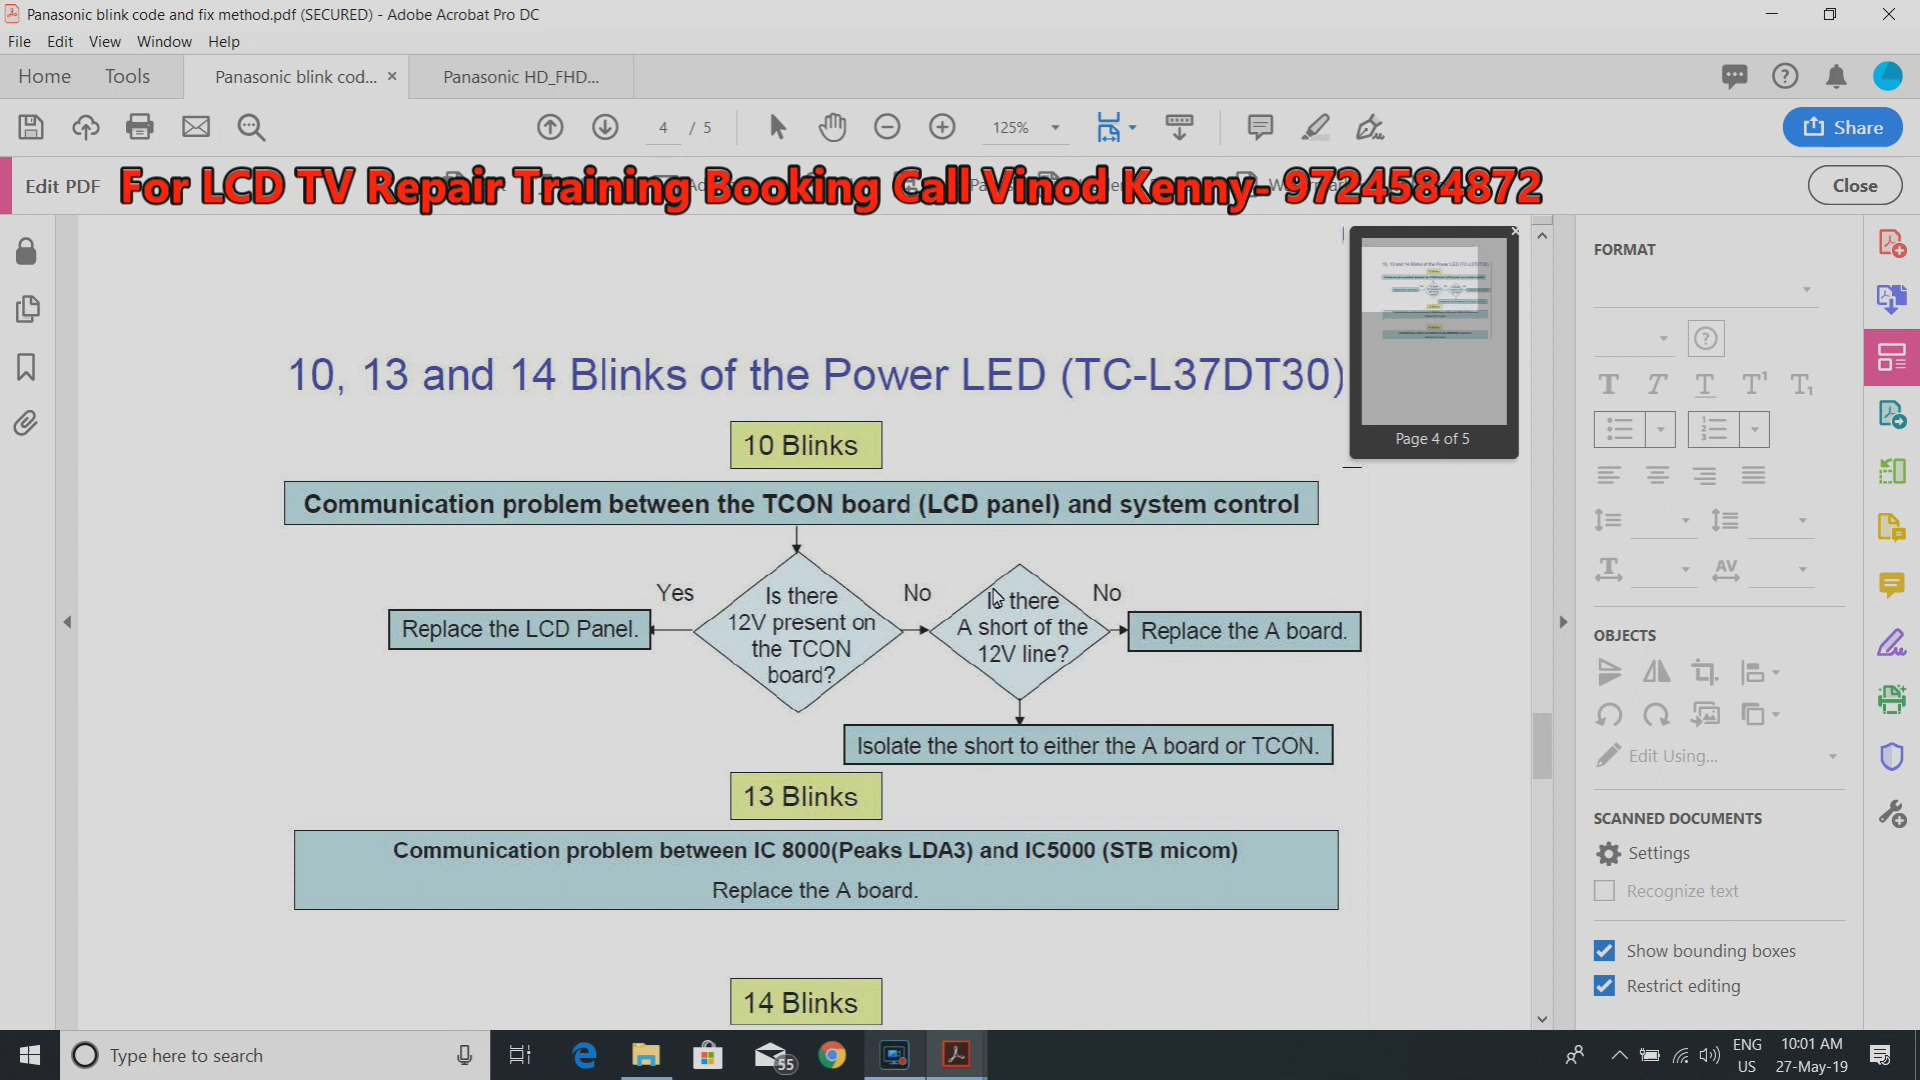 Panasonic blink code and fix method.pdf (SECURED) - Adobe Acrobat Pro DC
File Edit View Window Help
Home Tools Panasonic blink cod... × Panasonic HD_FHD...
4 / 5 125% Share
Edit PDF For LCD TV Repair Training Booking Call Vinod Kenny- 9724584872 Close
10, 13 and 14 Blinks of the Power LED (TC-L37DT30)
Page 4 of 5
10 Blinks
Communication problem between the TCON board (LCD panel) and system control
Yes
No
No
Replace the LCD Panel.
Is there
12V present on
the TCON
board?
Is there
A short of the
12V line?
Replace the A board.
Isolate the short to either the A board or TCON.
13 Blinks
Communication problem between IC 8000(Peaks LDA3) and IC5000 (STB micom)
Replace the A board.
14 Blinks
FORMAT
OBJECTS
Edit Using...
SCANNED DOCUMENTS
Settings
Recognize text
Show bounding boxes
Restrict editing
Type here to search
55
ENG
US
10:01 AM
27-May-19